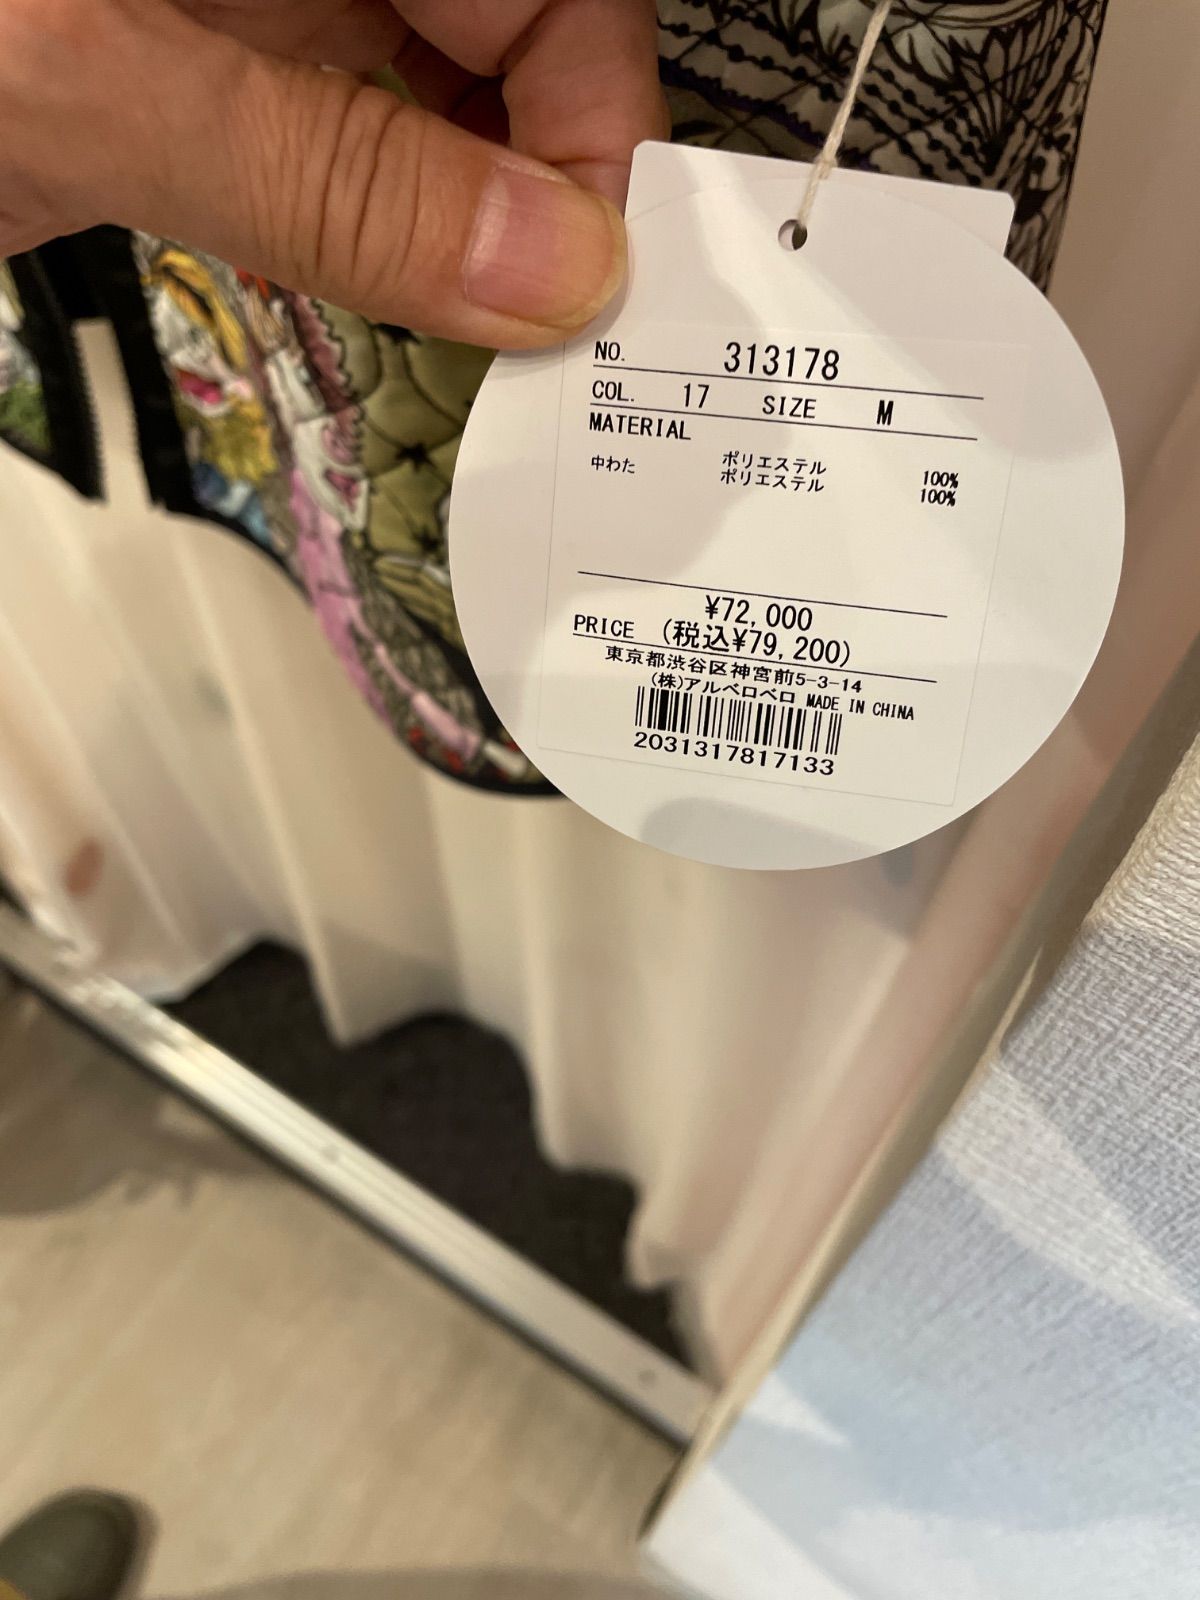 NO. 313178
COL. 17 SIZE M
MATERIAL
ポリエステル 100%
中わた ポリエステル 100%
¥72,000
PRICE (税込¥79,200)
東京都渋谷区神宮前5-3-14
(株)アルベロベロ MADE IN CHINA
2031317817133